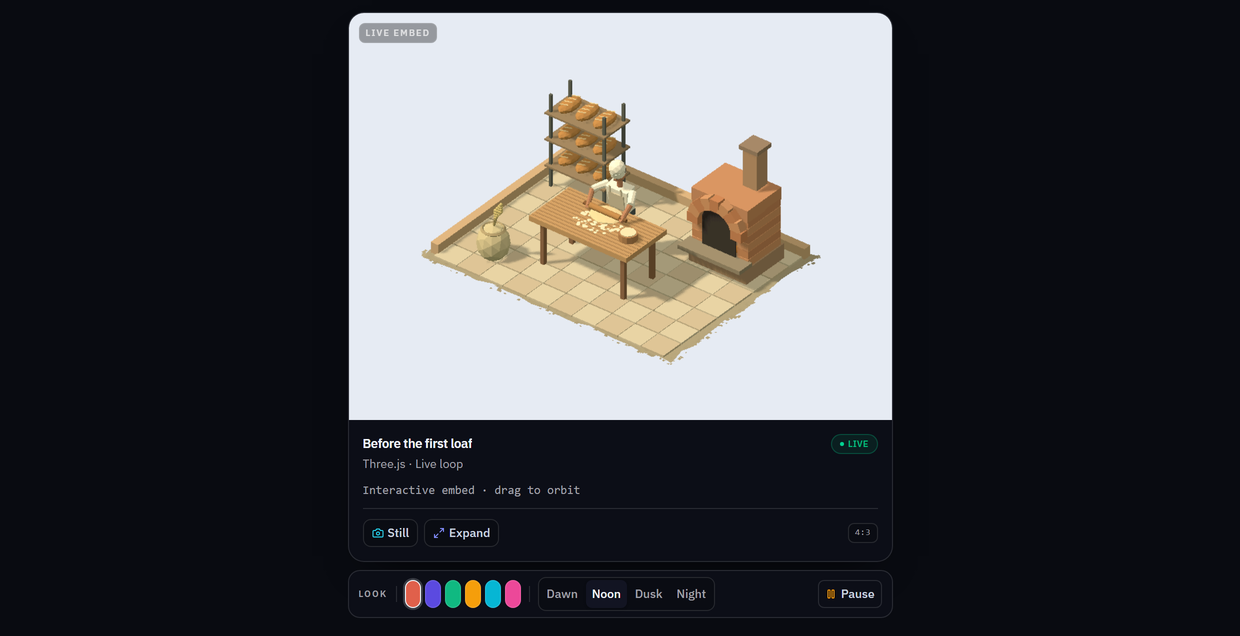 LIVE EMBED
Before the first loaf
LIVE
Three.js · Live loop
Interactive embed · drag to orbit
Still
Expand
4:3
LOOK
Dawn
Noon
Dusk
Night
Pause